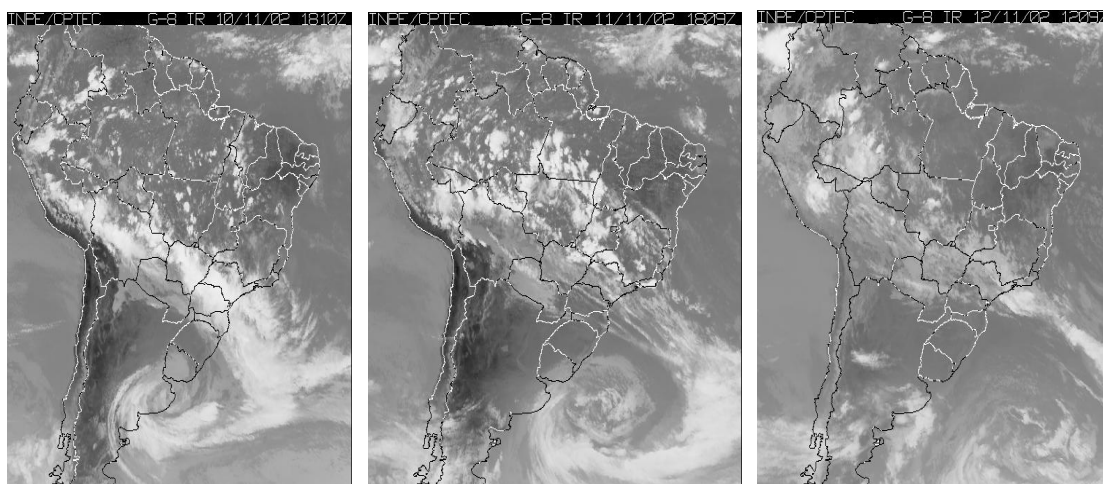 INPE/CPTEC G-8 IR 10/11/02 1810Z
INPE/CPTEC G-8 IR 11/11/02 1809Z
INPE/CPTEC G-8 IR 12/11/02 1209Z